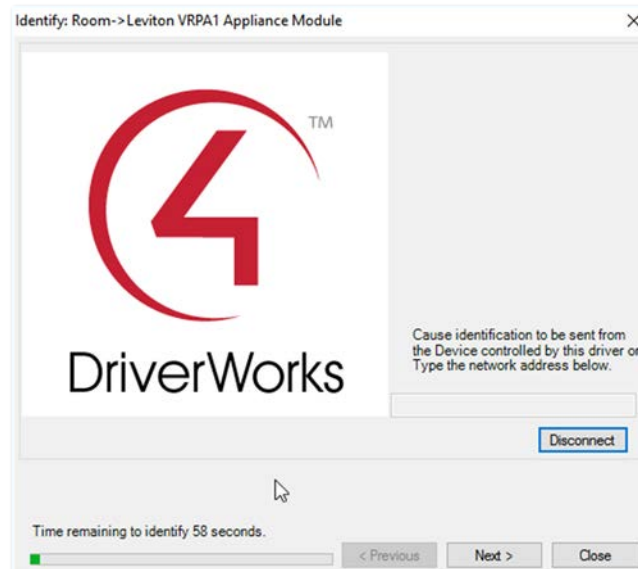 Identify: Room->Leviton VRPA1 Appliance Module
TM
4
DriverWorks
Cause identification to be sent from
the Device controlled by this driver or
Type the network address below.
Disconnect
Time remaining to identify 58 seconds.
< Previous
Next >
Close